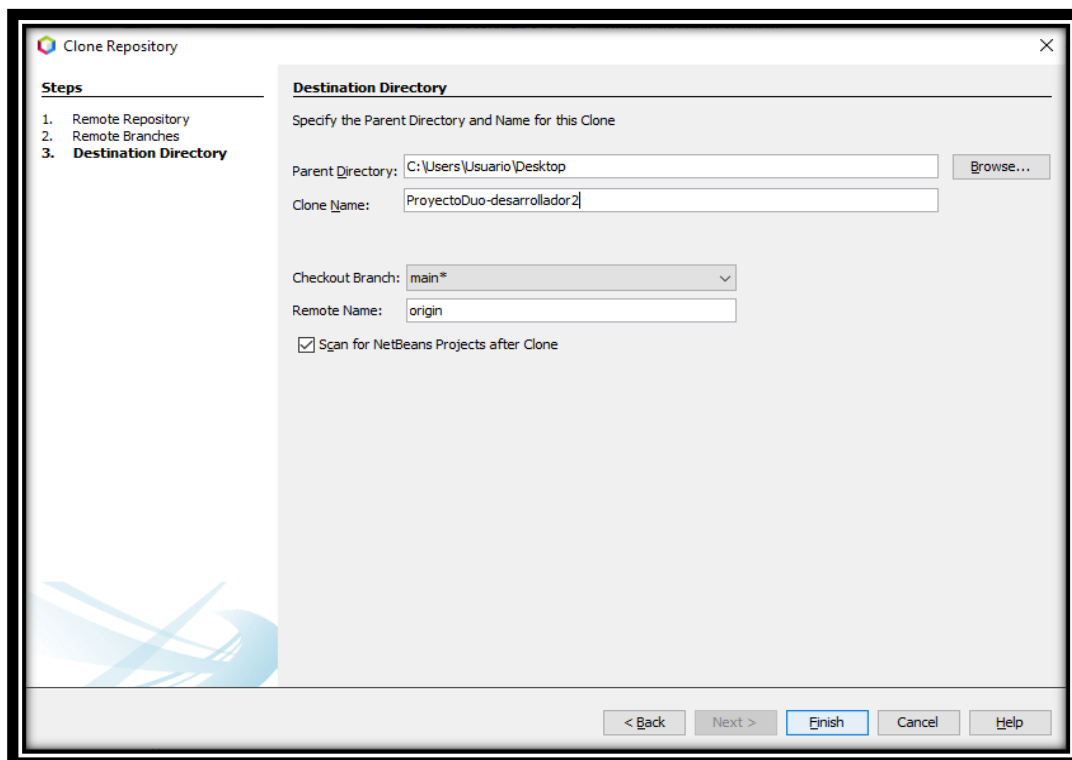 Clone Repository
Steps
1. Remote Repository
2. Remote Branches
3. Destination Directory
Destination Directory
Specify the Parent Directory and Name for this Clone
Parent Directory: C:\Users\Usuario\Desktop Browse...
Clone Name: ProyectoDuo-desarrollador2
Checkout Branch: main*
Remote Name: origin
Scan for NetBeans Projects after Clone
< Back Next > Finish Cancel Help